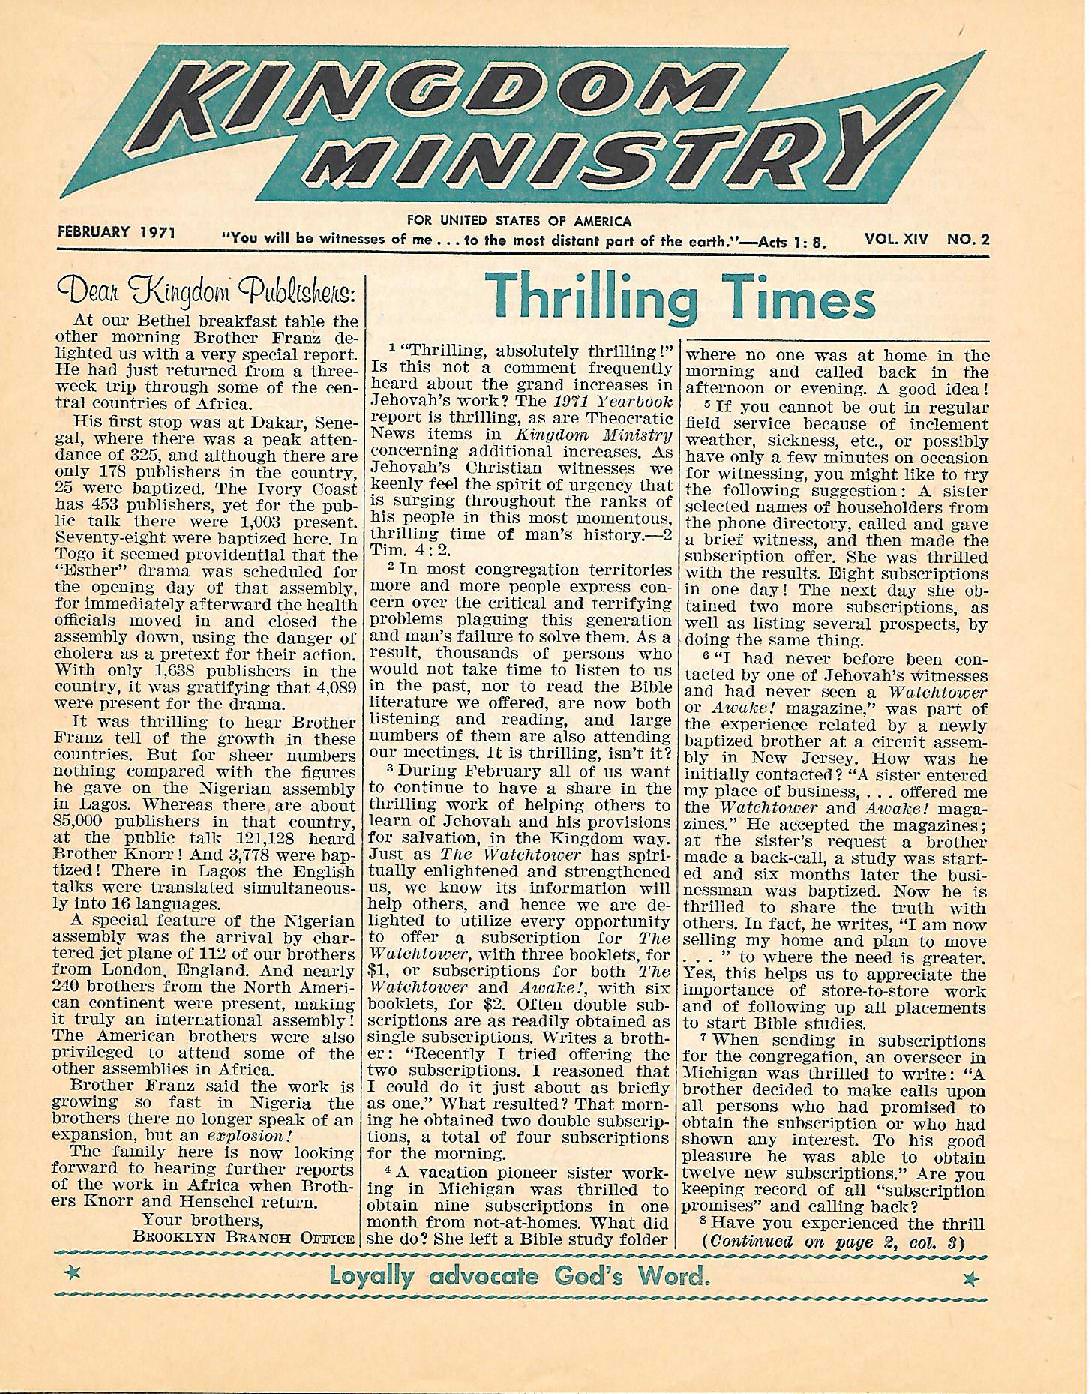 KINGDOM
MINISTRY
FOR UNITED STATES OF AMERICA
FEBRUARY 1971
"You will be witnesses of me . . . to the most distant part of the earth."—Acts 1:8.
VOL. XIV NO. 2
Dear Kingdom Publishers:
At our Bethel breakfast table the
other morning Brother Franz de-
lighted us with a very special report.
He had just returned from a three-
week trip through some of the cen-
tral countries of Africa.
His first stop was at Dakar, Sene-
gal, where there was a peak atten-
dance of 325, and although there are
only 178 publishers in the country,
25 were baptized. The Ivory Coast
has 453 publishers, yet for the pub-
lic talk there were 1,003 present.
Seventy-eight were baptized here. In
Togo it seemed providential that the
"Esther" drama was scheduled for
the opening day of that assembly,
for immediately afterward the health
officials moved in and closed the
assembly down, using the danger of
cholera as a pretext for their action.
With only 1,638 publishers in the
country, it was gratifying that 4,089
were present for the drama.
It was thrilling to hear Brother
Franz tell of the growth in these
countries. But for sheer numbers
nothing compared with the figures
he gave on the Nigerian assembly
in Lagos. Whereas there are about
85,000 publishers in that country,
at the public talk 121,128 heard
Brother Knorr! And 3,778 were bap-
tized! There in Lagos the English
talks were translated simultaneous-
ly into 16 languages.
A special feature of the Nigerian
assembly was the arrival by char-
tered jet plane of 112 of our brothers
from London, England. And nearly
240 brothers from the North Ameri-
can continent were present, making
it truly an international assembly!
The American brothers were also
privileged to attend some of the
other assemblies in Africa.
Brother Franz said the work is
growing so fast in Nigeria the
brothers there no longer speak of an
expansion, but an explosion!
The family here is now looking
forward to hearing further reports
of the work in Africa when Broth-
ers Knorr and Henschel return.
Your brothers,
BROOKLYN BRANCH OFFICE
Thrilling Times
1 "Thrilling, absolutely thrilling!"
Is this not a comment frequently
heard about the grand increases in
Jehovah's work? The 1971 Yearbook
report is thrilling, as are Theocratic
News items in Kingdom Ministry
concerning additional increases. As
Jehovah's Christian witnesses we
keenly feel the spirit of urgency that
is surging throughout the ranks of
his people in this most momentous,
thrilling time of man's history.—2
Tim. 4:2.
2 In most congregation territories
more and more people express con-
cern over the critical and terrifying
problems plaguing this generation
and man's failure to solve them. As a
result, thousands of persons who
would not take time to listen to us
in the past, nor to read the Bible
literature we offered, are now both
listening and reading, and large
numbers of them are also attending
our meetings. It is thrilling, isn't it?
3 During February all of us want
to continue to have a share in the
thrilling work of helping others to
learn of Jehovah and his provisions
for salvation, in the Kingdom way.
Just as The Watchtower has spiri-
tually enlightened and strengthened
us, we know its information will
help others, and hence we are de-
lighted to utilize every opportunity
to offer a subscription for The
Watchtower, with three booklets, for
$1, or subscriptions for both The
Watchtower and Awake!, with six
booklets, for $2. Often double sub-
scriptions are as readily obtained as
single subscriptions. Writes a broth-
er: "Recently I tried offering the
two subscriptions. I reasoned that
I could do it just about as briefly
as one." What resulted? That morn-
ing he obtained two double subscrip-
tions, a total of four subscriptions
for the morning.
4 A vacation pioneer sister work-
ing in Michigan was thrilled to
obtain nine subscriptions in one
month from not-at-homes. What did
she do? She left a Bible study folder
where no one was at home in the
morning and called back in the
afternoon or evening. A good idea!
5 If you cannot be out in regular
field service because of inclement
weather, sickness, etc., or possibly
have only a few minutes on occasion
for witnessing, you might like to try
the following suggestion: A sister
selected names of householders from
the phone directory, called and gave
a brief witness, and then made the
subscription offer. She was thrilled
with the results. Eight subscriptions
in one day! The next day she ob-
tained two more subscriptions, as
well as listing several prospects, by
doing the same thing.
6 "I had never before been con-
tacted by one of Jehovah's witnesses
and had never seen a Watchtower
or Awake! magazine," was part of
the experience related by a newly
baptized brother at a circuit assem-
bly in New Jersey. How was he
initially contacted? "A sister entered
my place of business, . . . offered me
the Watchtower and Awake! maga-
zines." He accepted the magazines;
at the sister's request a brother
made a back-call, a study was start-
ed and six months later the busi-
nessman was baptized. Now he is
thrilled to share the truth with
others. In fact, he writes, "I am now
selling my home and plan to move
. . . " to where the need is greater.
Yes, this helps us to appreciate the
importance of store-to-store work
and of following up all placements
to start Bible studies.
7 When sending in subscriptions
for the congregation, an overseer in
Michigan was thrilled to write: "A
brother decided to make calls upon
all persons who had promised to
obtain the subscription or who had
shown any interest. To his good
pleasure he was able to obtain
twelve new subscriptions." Are you
keeping record of all "subscription
promises" and calling back?
8 Have you experienced the thrill
(Continued on page 2, col. 3)
Loyally advocate God's Word.